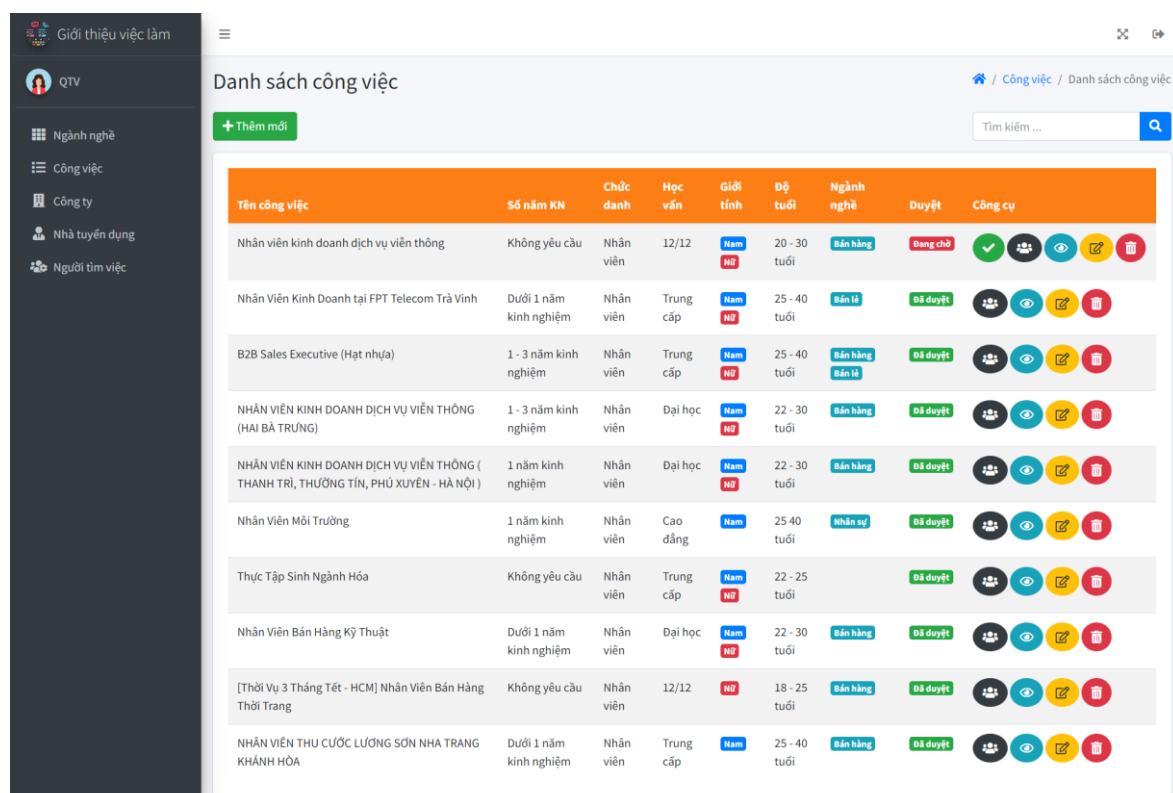 Giới thiệu việc làm
QTV
Ngành nghề
Công việc
Công ty
Nhà tuyển dụng
Người tìm việc
Danh sách công việc
/ Công việc / Danh sách công việc
Thêm mới
Tìm kiếm ...
Tên công việc Số năm KN Chức danh Học vấn Giới tính Độ tuổi Ngành nghề Duyệt Công cụ
Nhân viên kinh doanh dịch vụ viễn thông Không yêu cầu Nhân 12/12 Nam 20 - 30 Bán hàng Đang chờ
viên Nữ tuổi
Nhân Viên Kinh Doanh tại FPT Telecom Trà Vinh Dưới 1 năm Nhân Trung Nam 25 - 40 Bán lẻ Đã duyệt
kinh nghiệm viên cấp Nữ tuổi
B2B Sales Executive (Hạt nhựa) 1 - 3 năm kinh Nhân Trung Nam 25 - 40 Bán hàng Đã duyệt
nghiệm viên cấp Nữ tuổi Bán lẻ
NHÂN VIÊN KINH DOANH DỊCH VỤ VIỄN THÔNG 1 - 3 năm kinh Nhân Đại học Nam 22 - 30 Bán hàng Đã duyệt
(HAI BÀ TRƯNG) nghiệm viên Nữ tuổi
NHÂN VIÊN KINH DOANH DỊCH VỤ VIỄN THÔNG ( 1 năm kinh Nhân Đại học Nam 22 - 30 Bán hàng Đã duyệt
THANH TRÌ, THƯỜNG TÍN, PHÚ XUYÊN - HÀ NỘI ) nghiệm viên Nữ tuổi
Nhân Viên Môi Trường 1 năm kinh Nhân Cao Nam 25 40 Nhân sự Đã duyệt
nghiệm viên đẳng tuổi
Thực Tập Sinh Ngành Hóa Không yêu cầu Nhân Trung Nam 22 - 25 Đã duyệt
viên cấp Nữ tuổi
Nhân Viên Bán Hàng Kỹ Thuật Dưới 1 năm Nhân Đại học Nam 22 - 30 Bán hàng Đã duyệt
kinh nghiệm viên Nữ tuổi
[Thời Vụ 3 Tháng Tết - HCM] Nhân Viên Bán Hàng Không yêu cầu Nhân 12/12 Nữ 18 - 25 Bán hàng Đã duyệt
Thời Trang viên tuổi
NHÂN VIÊN THU CƯỚC LƯƠNG SƠN NHA TRANG Dưới 1 năm Nhân Trung Nam 25 - 40 Bán hàng Đã duyệt
KHÁNH HÒA kinh nghiệm viên cấp tuổi